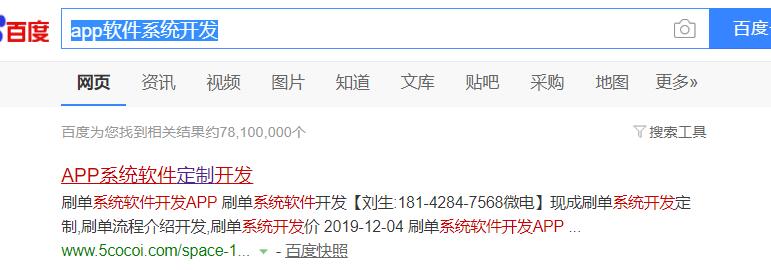 百度 app软件系统开发 百度
网页 资讯 视频 图片 知道 文库 贴吧 采购 地图 更多»
百度为您找到相关结果约78,100,000个 搜索工具
APP系统软件定制开发
刷单系统软件开发APP 刷单系统软件开发【刘生:181-4284-7568微电】现成刷单系统开发定
制,刷单流程介绍开发,刷单系统开发价 2019-12-04 刷单系统软件开发APP ...
www.5cocoi.com/space-1... - 百度快照